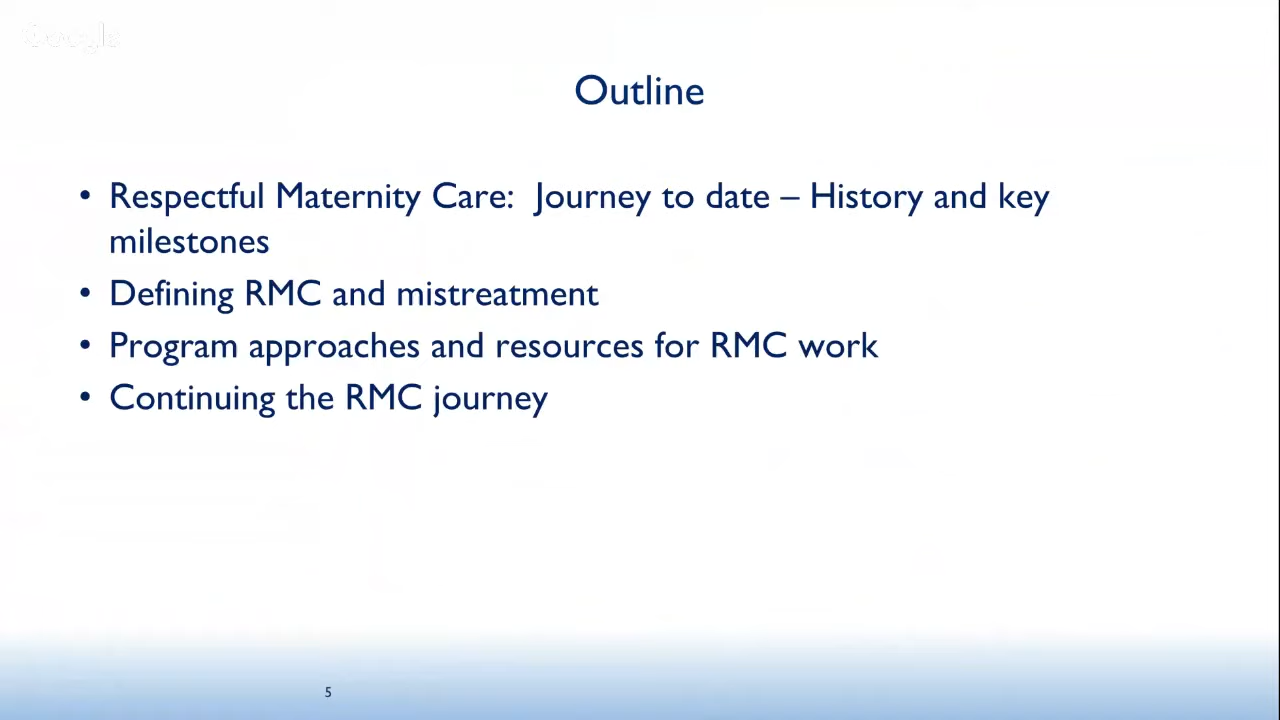 Google
Outline
• Respectful Maternity Care:  Journey to date – History and key
milestones
• Defining RMC and mistreatment
• Program approaches and resources for RMC work
• Continuing the RMC journey
5